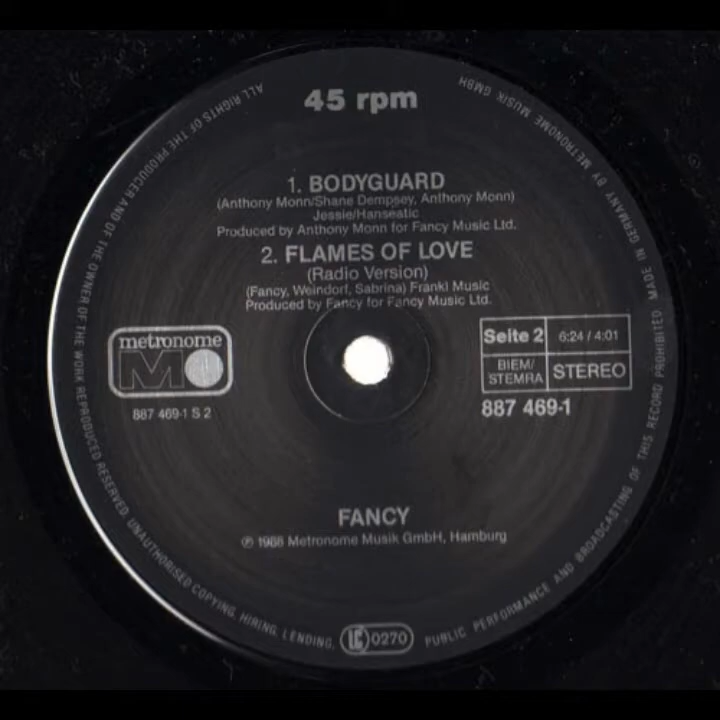 45 rpm
1. BODYGUARD
(Anthony Monn/Shane Dempsey, Anthony Monn)
Jessie/Hanseatic
Produced by Anthony Monn for Fancy Music Ltd.
2. FLAMES OF LOVE
(Radio Version)
(Fancy, Weindorf, Sabrina) Franki Music
Produced by Fancy for Fancy Music Ltd.
metronome
MO
887 469-1 S 2
Seite 2
6:24 / 4:01
BIEM/
STEMRA
STEREO
887 469-1
FANCY
℗ 1988 Metronome Musik GmbH, Hamburg
LC 0270
ALL RIGHTS OF THE PRODUCER AND OF THE OWNER OF THE WORK REPRODUCED RESERVED. UNAUTHORISED COPYING, HIRING, LENDING, PUBLIC PERFORMANCE AND BROADCASTING OF THIS RECORD PROHIBITED MADE IN GERMANY BY METRONOME MUSIK GMBH